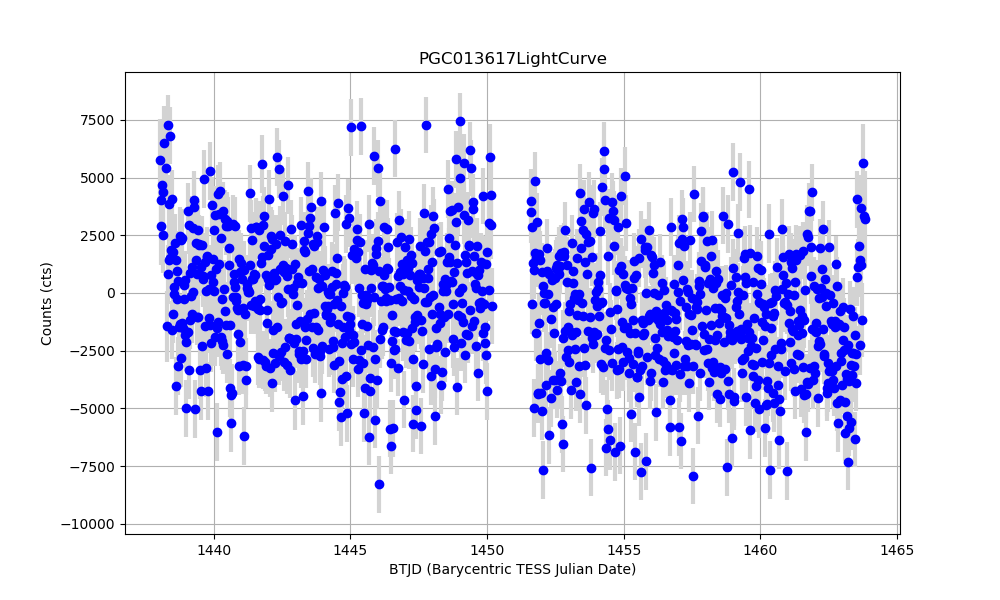 PGC013617LightCurve
Counts (cts)
7500
5000
2500
0
−2500
−5000
−7500
−10000
1440 1445 1450 1455 1460 1465
BTJD (Barycentric TESS Julian Date)